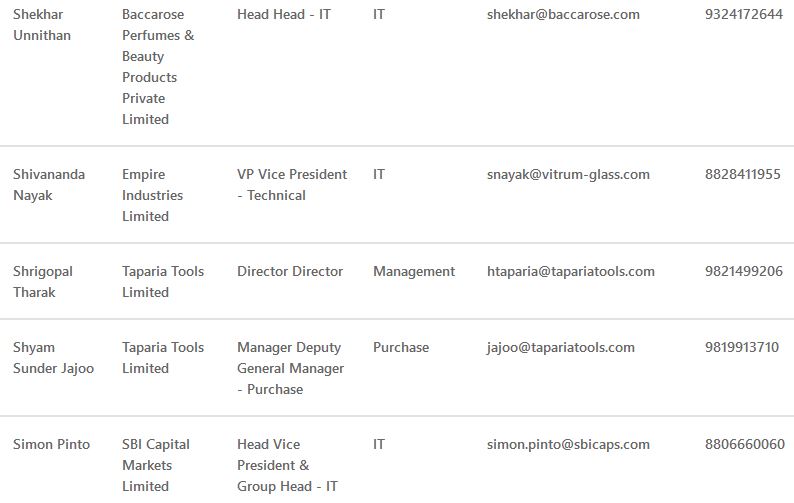 Shekhar Unnithan Baccarose Perfumes & Beauty Products Private Limited Head Head - IT IT shekhar@baccarose.com 9324172644
Shivananda Nayak Empire Industries Limited VP Vice President - Technical IT snayak@vitrum-glass.com 8828411955
Shrigopal Tharak Taparia Tools Limited Director Director Management htaparia@tapariatools.com 9821499206
Shyam Sunder Jajoo Taparia Tools Limited Manager Deputy General Manager - Purchase Purchase jajoo@tapariatools.com 9819913710
Simon Pinto SBI Capital Markets Limited Head Vice President & Group Head - IT IT simon.pinto@sbicaps.com 8806660060